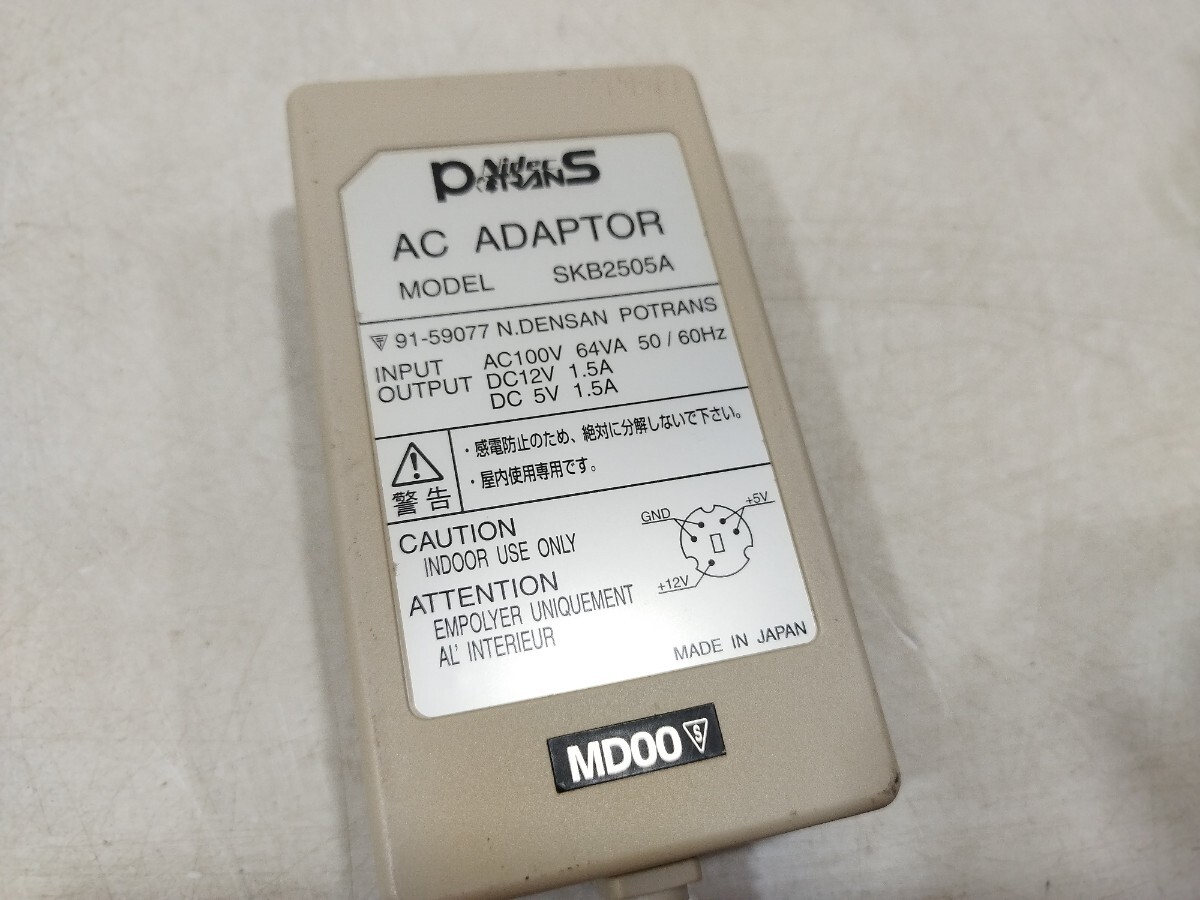 Nidec
POTRANS
AC ADAPTOR
MODEL SKB2505A
91-59077 N.DENSAN POTRANS
INPUT AC100V 64VA 50/60Hz
OUTPUT DC12V 1.5A
DC 5V 1.5A
警告
・感電防止のため、絶対に分解しないで下さい。
・屋内使用専用です。
CAUTION
INDOOR USE ONLY
ATTENTION
EMPOLYER UNIQUEMENT
AL' INTERIEUR
GND
+5V
+12V
MADE IN JAPAN
MD00 S